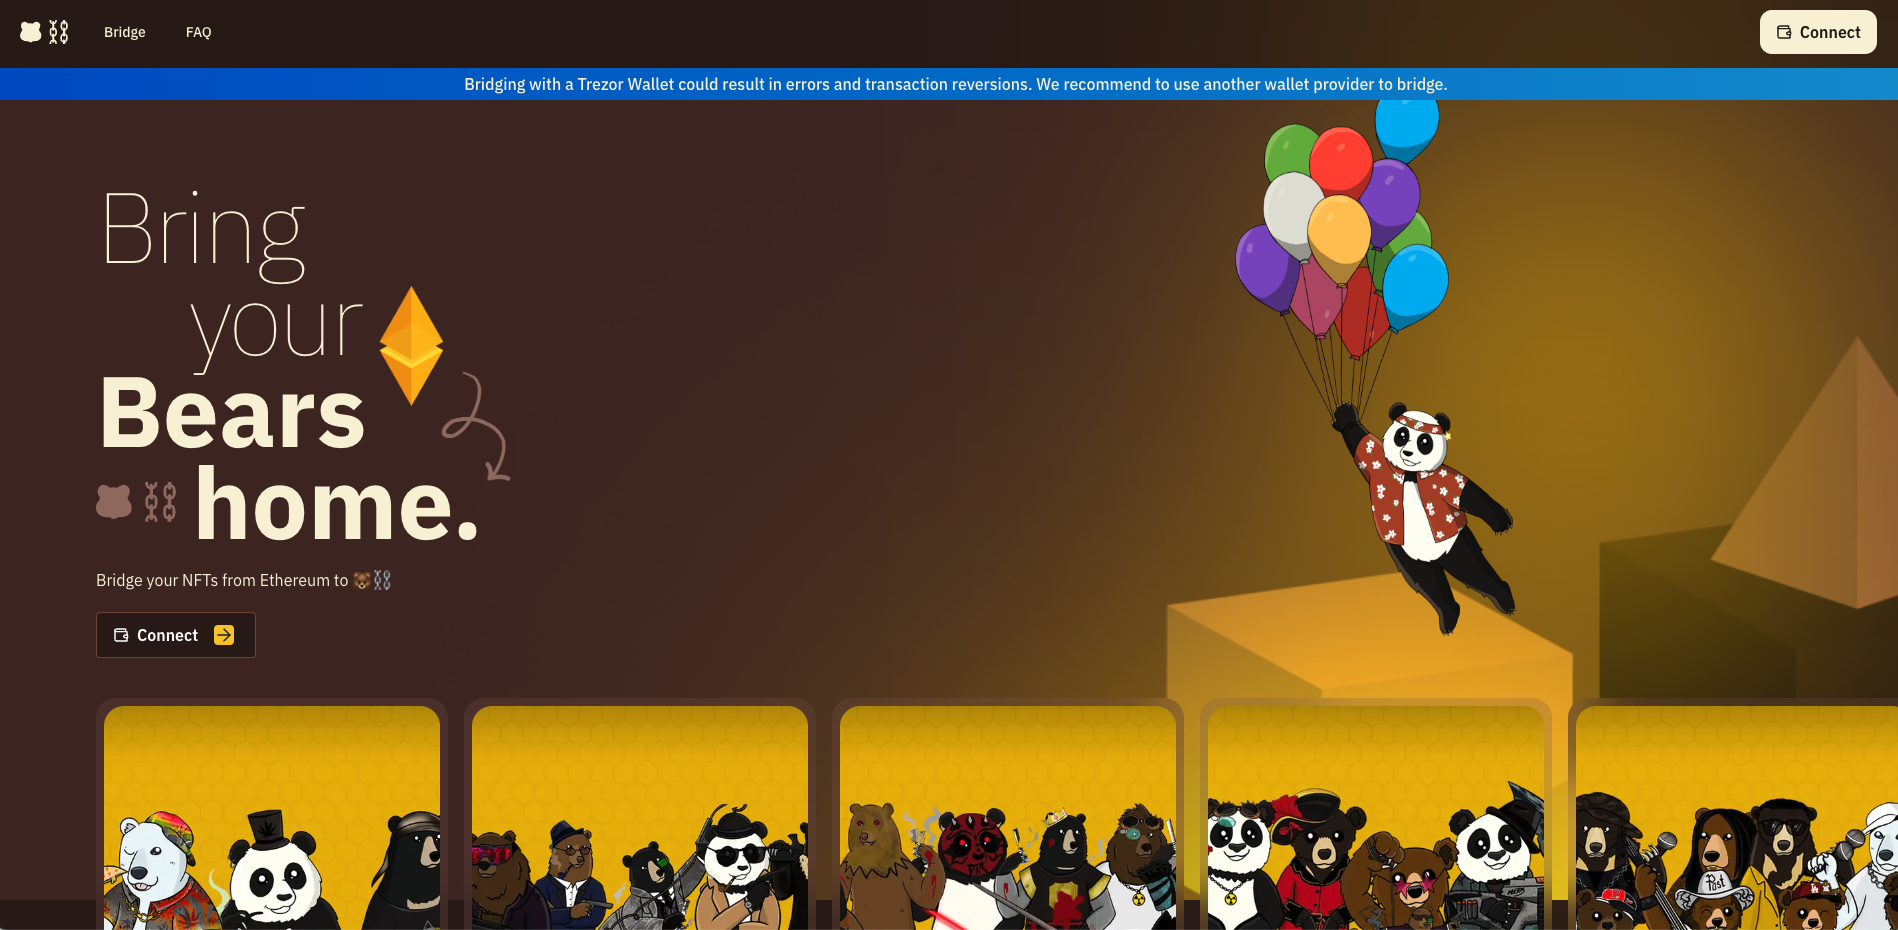 Bridge
FAQ
Connect
Bridging with a Trezor Wallet could result in errors and transaction reversions. We recommend to use another wallet provider to bridge.
Bring
your
Bears
home.
Bridge your NFTs from Ethereum to 🐻⛓️
Connect
Post